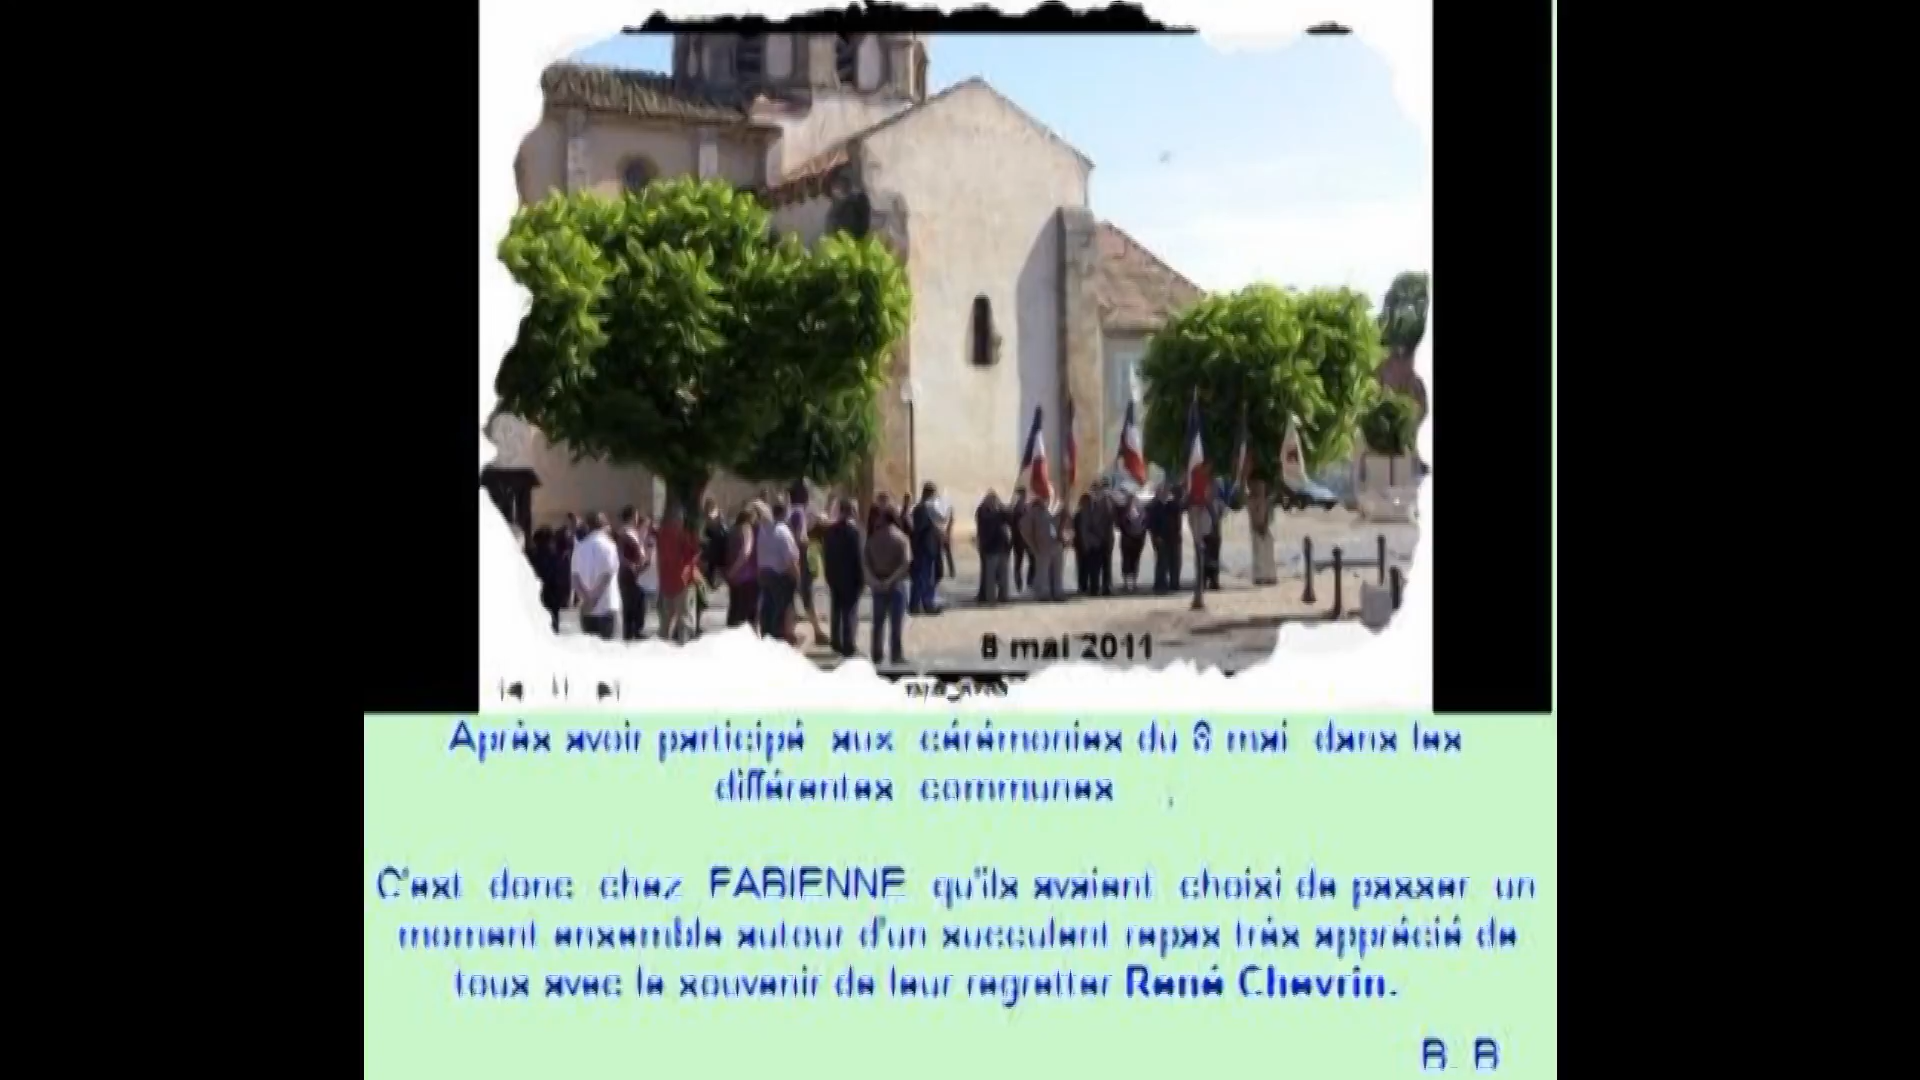 8 mai 2011
Après avoir participé aux cérémonies du 8 mai dans les
différentes communes ,
C'est donc chez FABIENNE qu'ils avaient choisi de passer un
moment ensemble autour d'un succulent repas très apprécié de
tous avec le souvenir de leur regretter René Chevrin.
B B